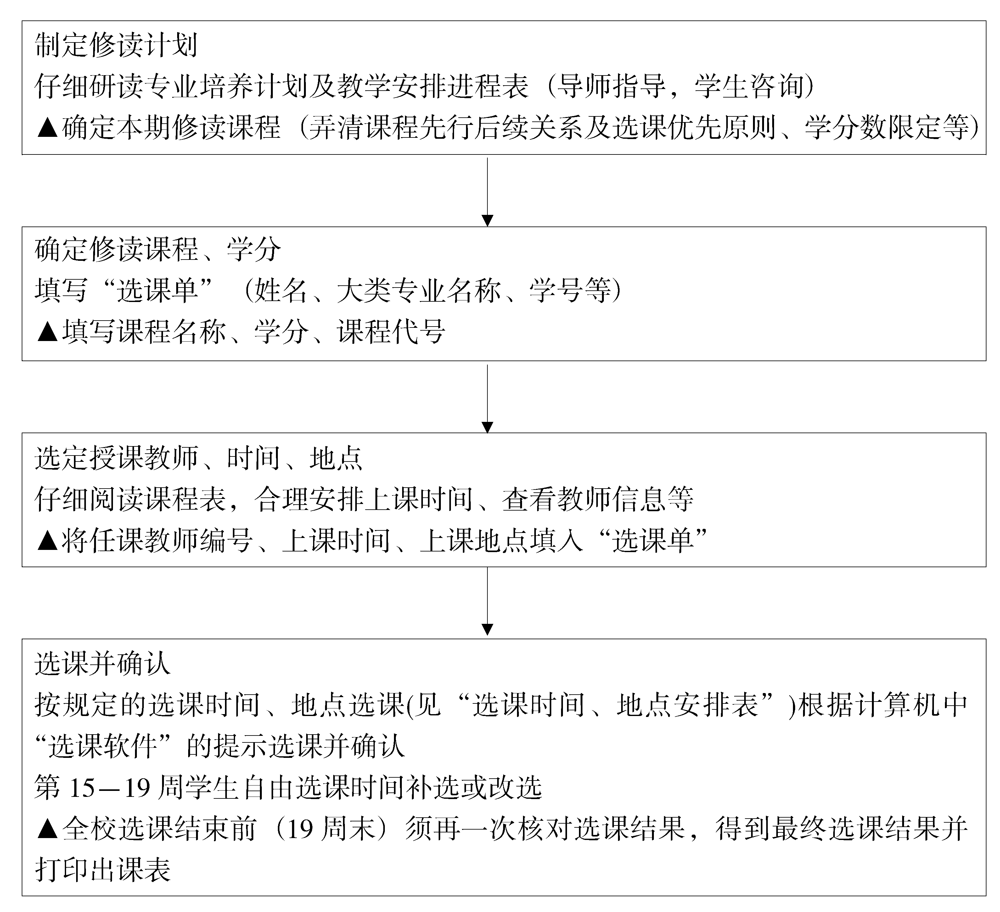 制定修读计划
仔细研读专业培养计划及教学安排进程表（导师指导，学生咨询）
▲确定本期修读课程（弄清课程先行后续关系及选课优先原则、学分数限定等）
确定修读课程、学分
填写“选课单”（姓名、大类专业名称、学号等）
▲填写课程名称、学分、课程代号
选定授课教师、时间、地点
仔细阅读课程表，合理安排上课时间、查看教师信息等
▲将任课教师编号、上课时间、上课地点填入“选课单”
选课并确认
按规定的选课时间、地点选课(见“选课时间、地点安排表”)根据计算机中
“选课软件”的提示选课并确认
第 15—19 周学生自由选课时间补选或改选
▲全校选课结束前（19 周末）须再一次核对选课结果，得到最终选课结果并
打印出课表